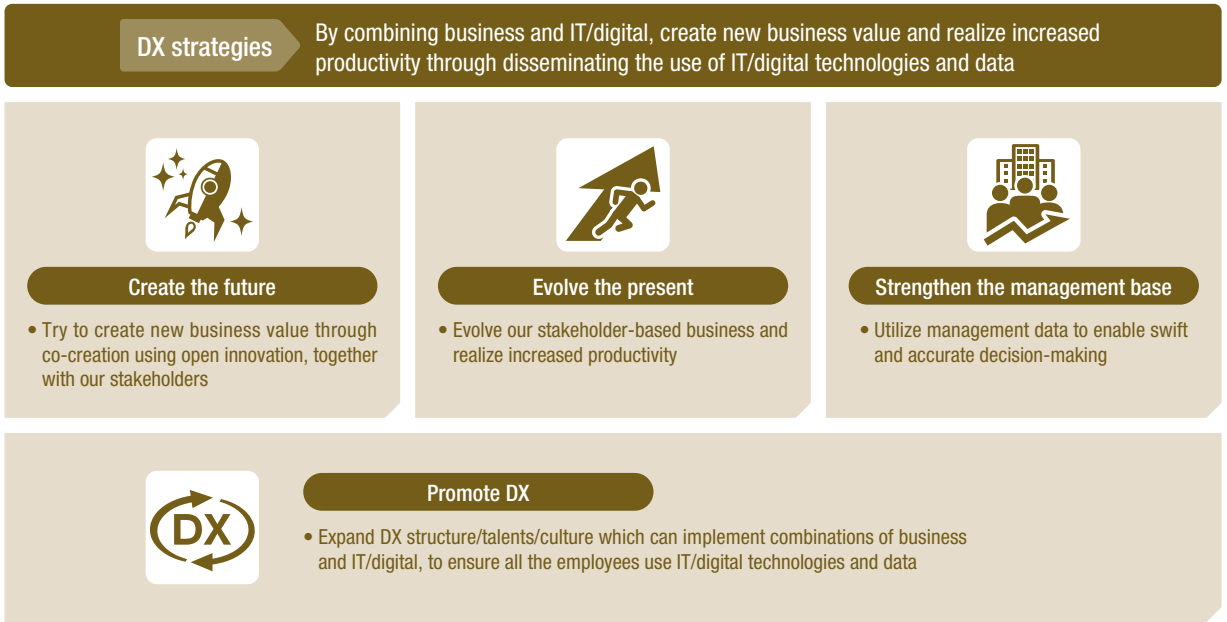 DX strategies
By combining business and IT/digital, create new business value and realize increased
productivity through disseminating the use of IT/digital technologies and data
Create the future
• Try to create new business value through
co-creation using open innovation, together
with our stakeholders
Evolve the present
• Evolve our stakeholder-based business and
realize increased productivity
Strengthen the management base
• Utilize management data to enable swift
and accurate decision-making
DX
Promote DX
• Expand DX structure/talents/culture which can implement combinations of business
and IT/digital, to ensure all the employees use IT/digital technologies and data